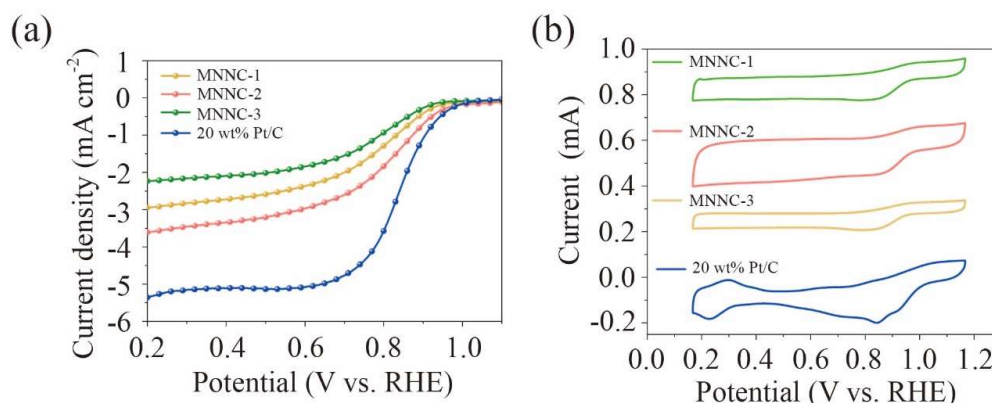 (a)
Current density (mA cm-2)
1
0
-1
-2
-3
-4
-5
-6
MNNC-1
MNNC-2
MNNC-3
20 wt% Pt/C
0.2 0.4 0.6 0.8 1.0
Potential (V vs. RHE)
(b)
Current (mA)
1.0
0.8
0.6
0.4
0.2
0.0
-0.2
MNNC-1
MNNC-2
MNNC-3
20 wt% Pt/C
0.0 0.2 0.4 0.6 0.8 1.0 1.2
Potential (V vs. RHE)